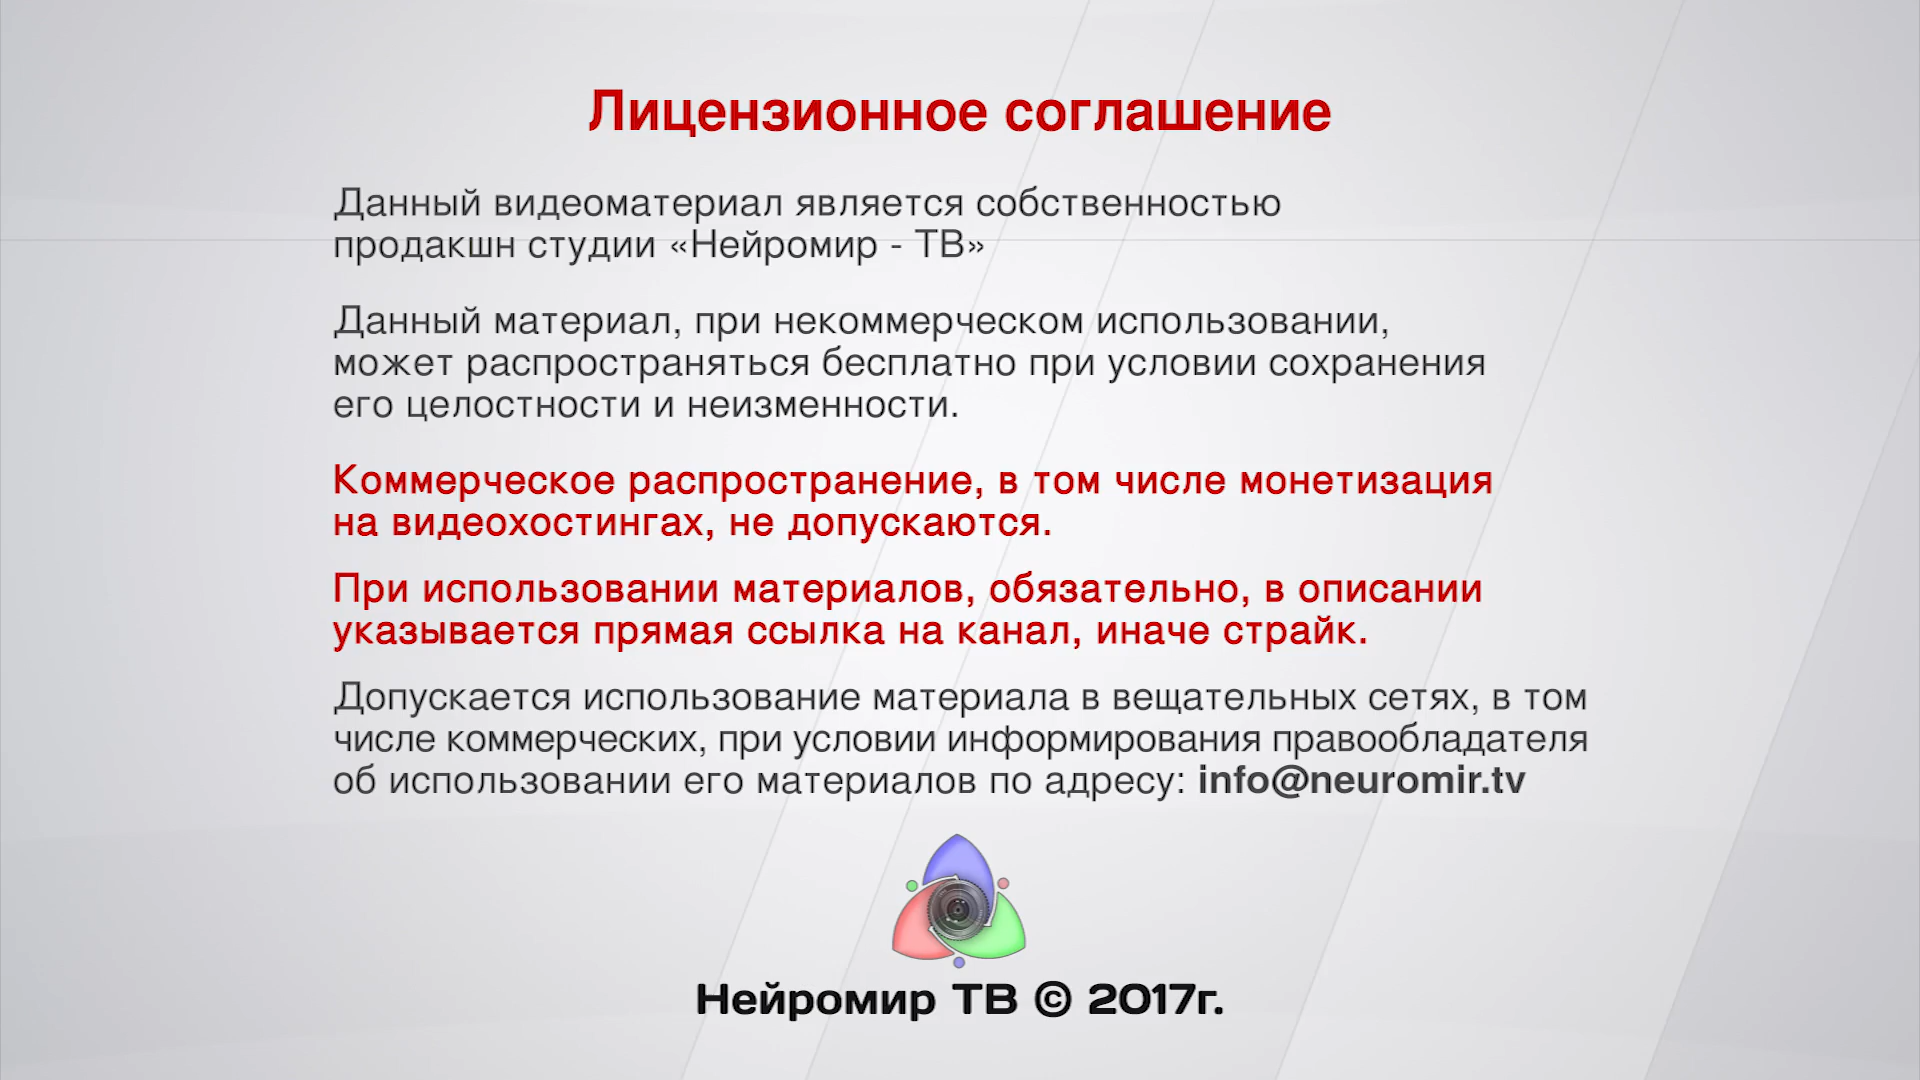 Лицензионное соглашение
Данный видеоматериал является собственностью
продакшн студии «Нейромир - ТВ»
Данный материал, при некоммерческом использовании,
может распространяться бесплатно при условии сохранения
его целостности и неизменности.
Коммерческое распространение, в том числе монетизация
на видеохостингах, не допускаются.
При использовании материалов, обязательно, в описании
указывается прямая ссылка на канал, иначе страйк.
Допускается использование материала в вещательных сетях, в том
числе коммерческих, при условии информирования правообладателя
об использовании его материалов по адресу: info@neuromir.tv
Нейромир ТВ © 2017г.